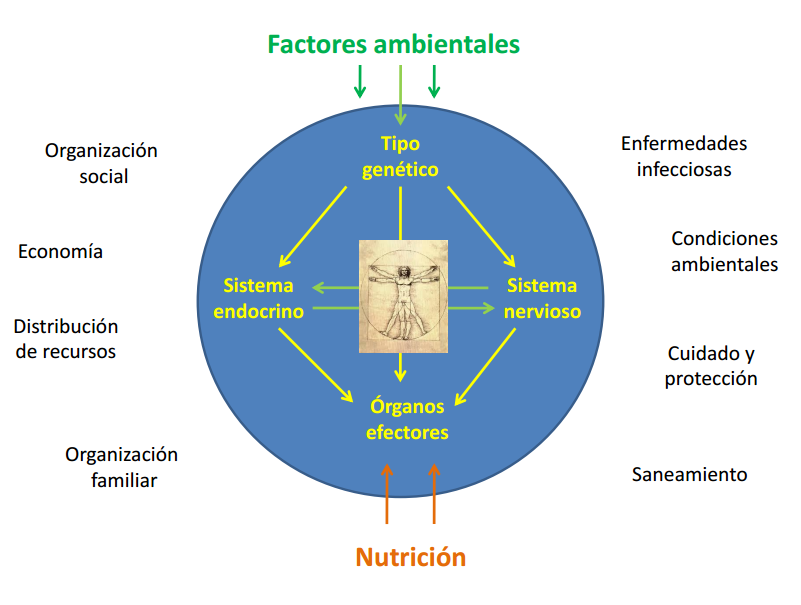 Factores ambientales
Tipo
genético
Organización
social
Enfermedades
infecciosas
Economía
Condiciones
ambientales
Sistema
endocrino
Sistema
nervioso
Distribución
de recursos
Cuidado y
protección
Órganos
efectores
Organización
familiar
Saneamiento
Nutrición